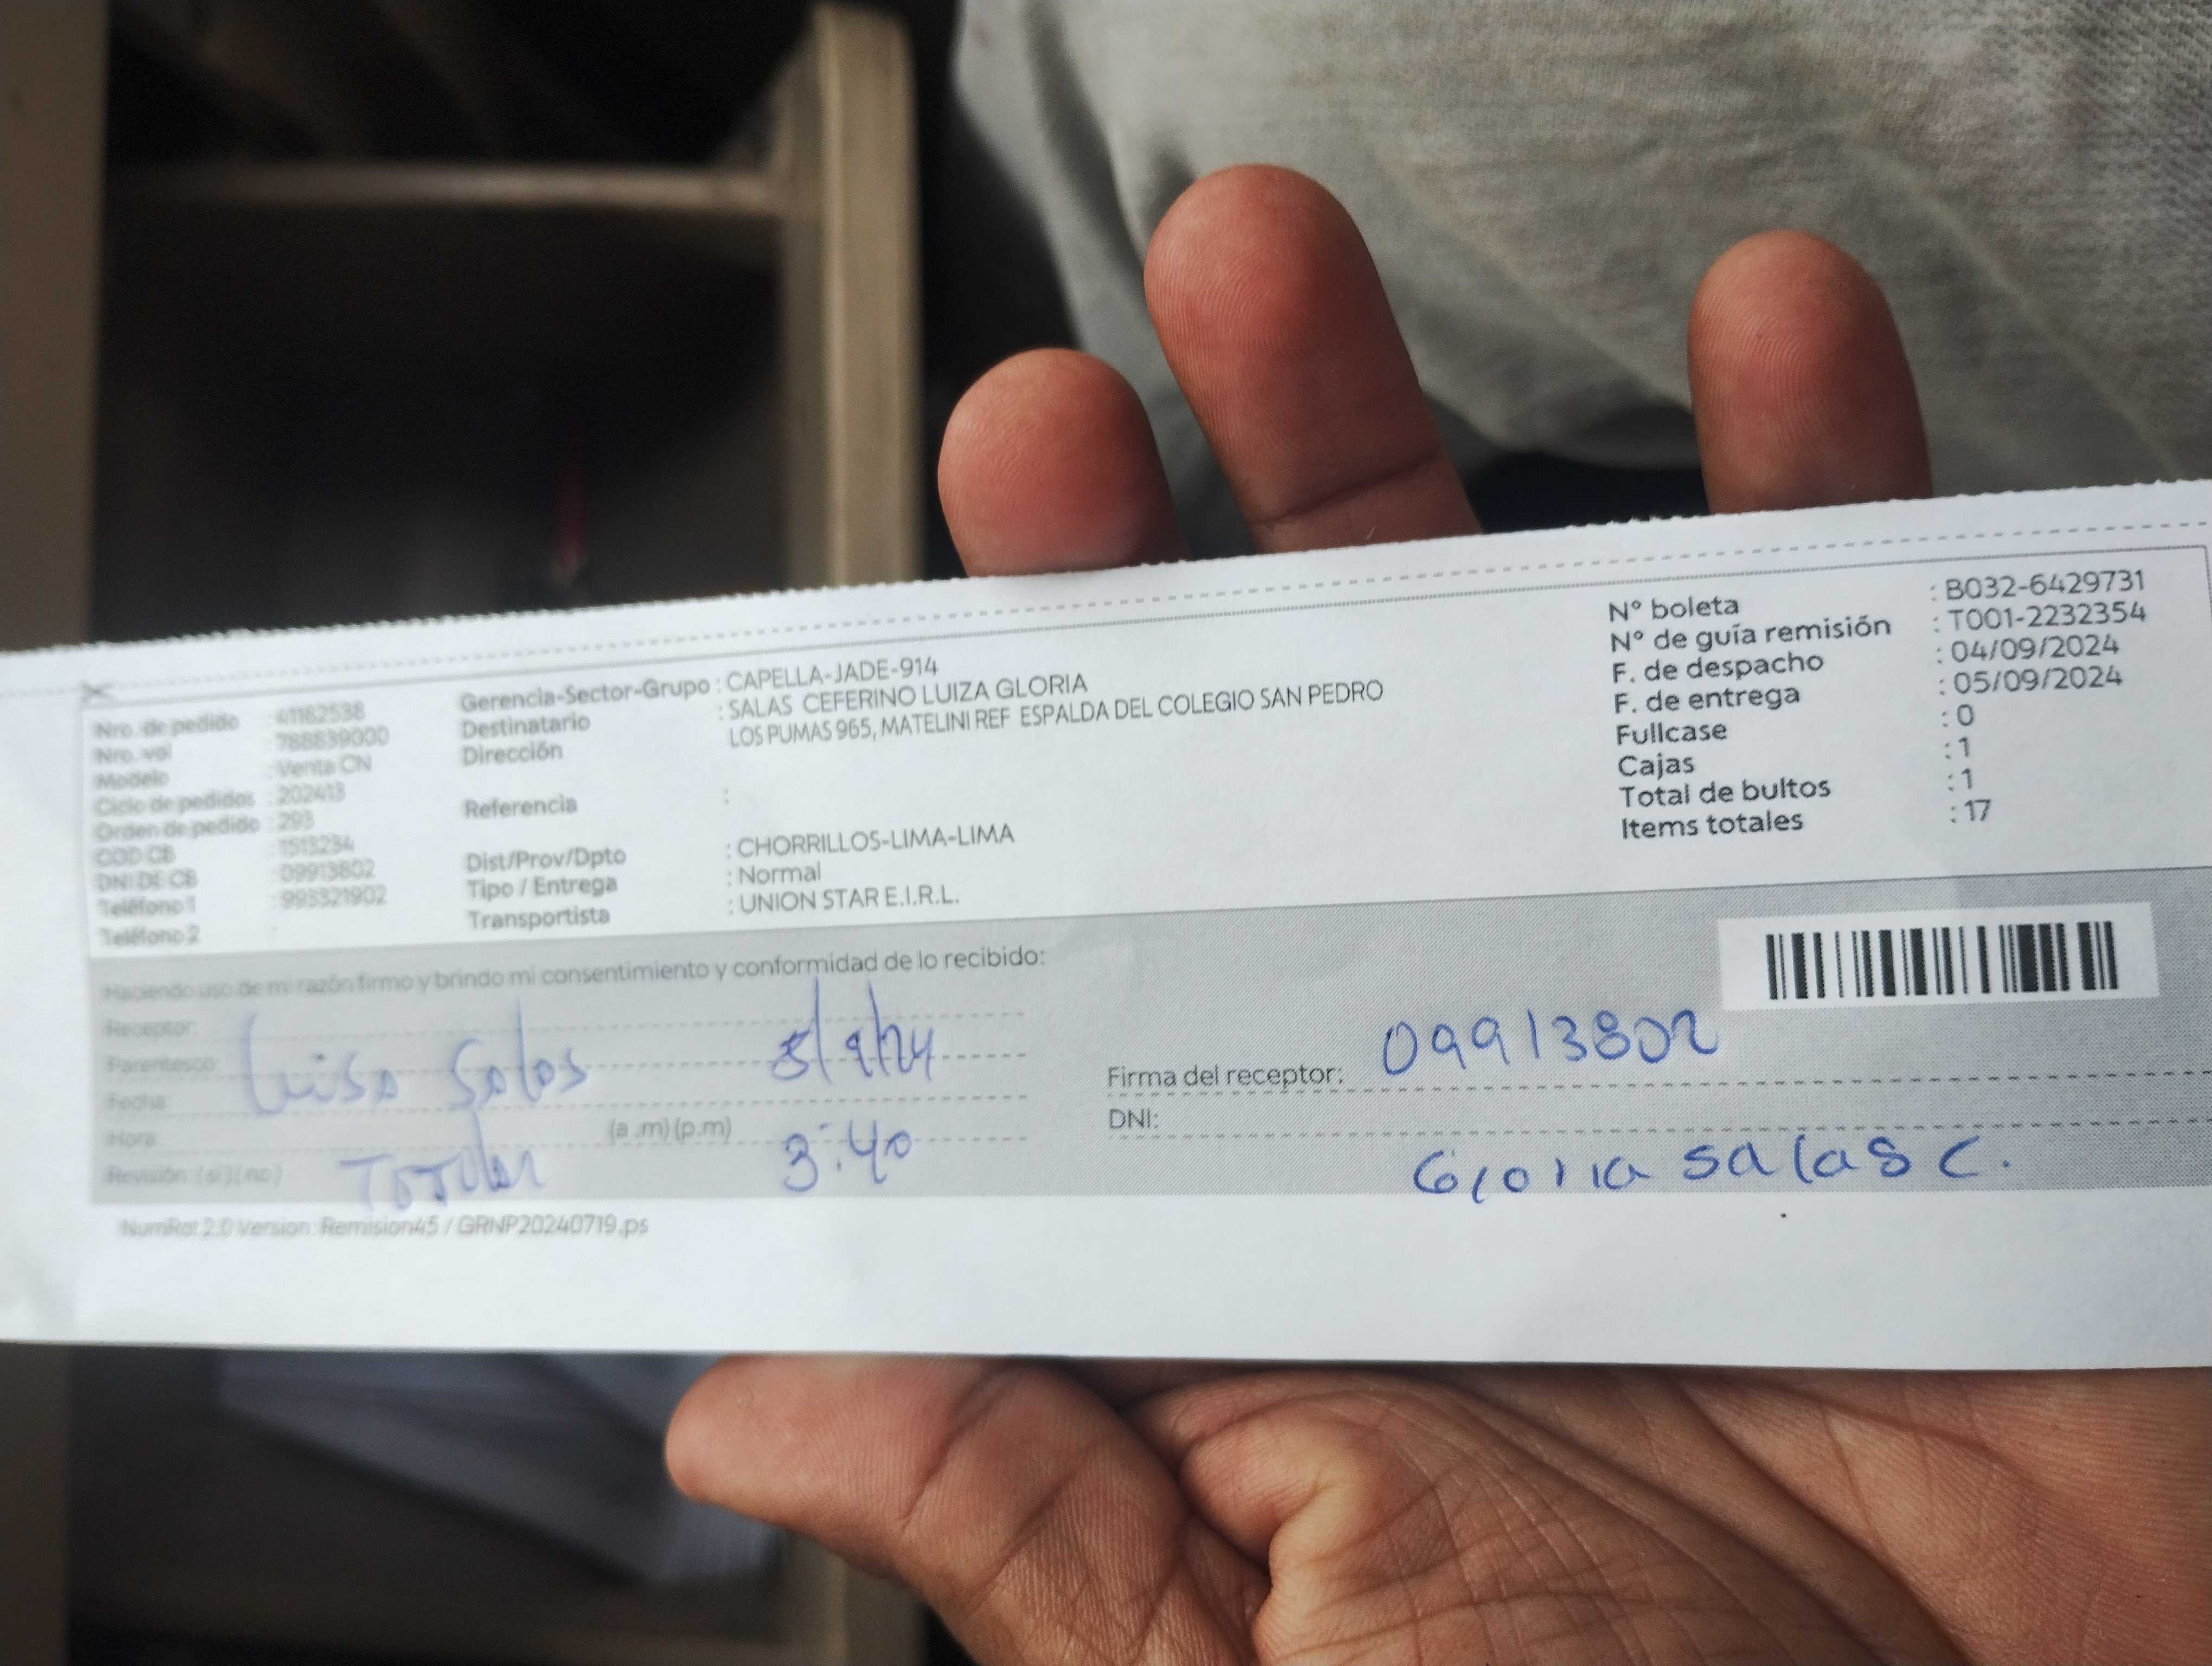 Nro. de pedido : 41182538
Nro. vol : 788839000
Modelo : Venta CN
Ciclo de pedidos : 202413
Orden de pedido : 293
COD CB : 1513234
DNI DE CB : 09913802
Teléfono 1 : 993321902
Teléfono 2 :
Gerencia-Sector-Grupo : CAPELLA-JADE-914
Destinatario : SALAS CEFERINO LUIZA GLORIA
Dirección LOS PUMAS 965, MATELINI REF ESPALDA DEL COLEGIO SAN PEDRO
Referencia :
Dist/Prov/Dpto : CHORRILLOS-LIMA-LIMA
Tipo / Entrega : Normal
Transportista : UNION STAR E.I.R.L.
N° boleta : B032-6429731
N° de guía remisión : T001-2232354
F. de despacho : 04/09/2024
F. de entrega : 05/09/2024
Fullcase : 0
Cajas : 1
Total de bultos : 1
Items totales : 17
Haciendo uso de mi razón firmo y brindo mi consentimiento y conformidad de lo recibido:
Receptor:
Parentesco:
Luisa Salas 5/9/24
Fecha:
Hora: (a .m) (p.m) 3:40
Revisión: (si) (no) Titular
Firma del receptor: 09913802
DNI:
Gloria salas c.
NumRot 2.0 Version: Remision45 / GRNP20240719.ps